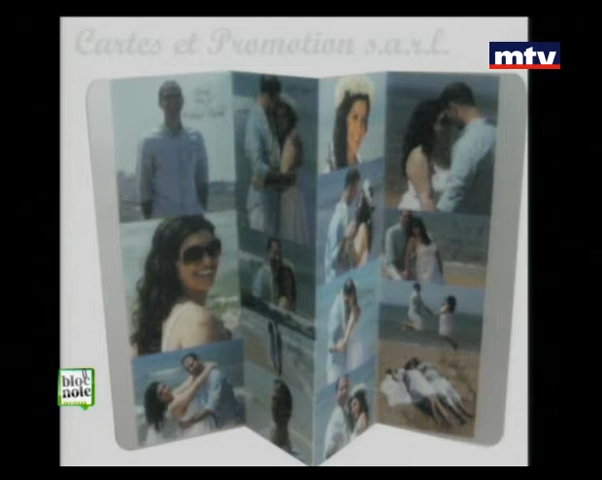 Cartes et Promotion s.a.r.l.
mtv
bloc
note